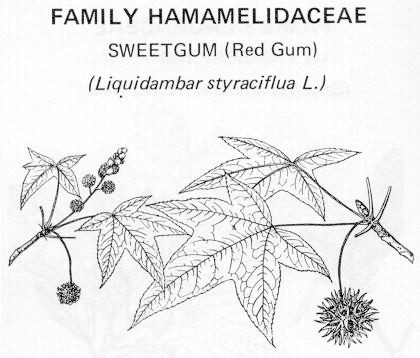 FAMILY HAMAMELIDACEAE
SWEETGUM (Red Gum)
(Liquidambar styraciflua L.)